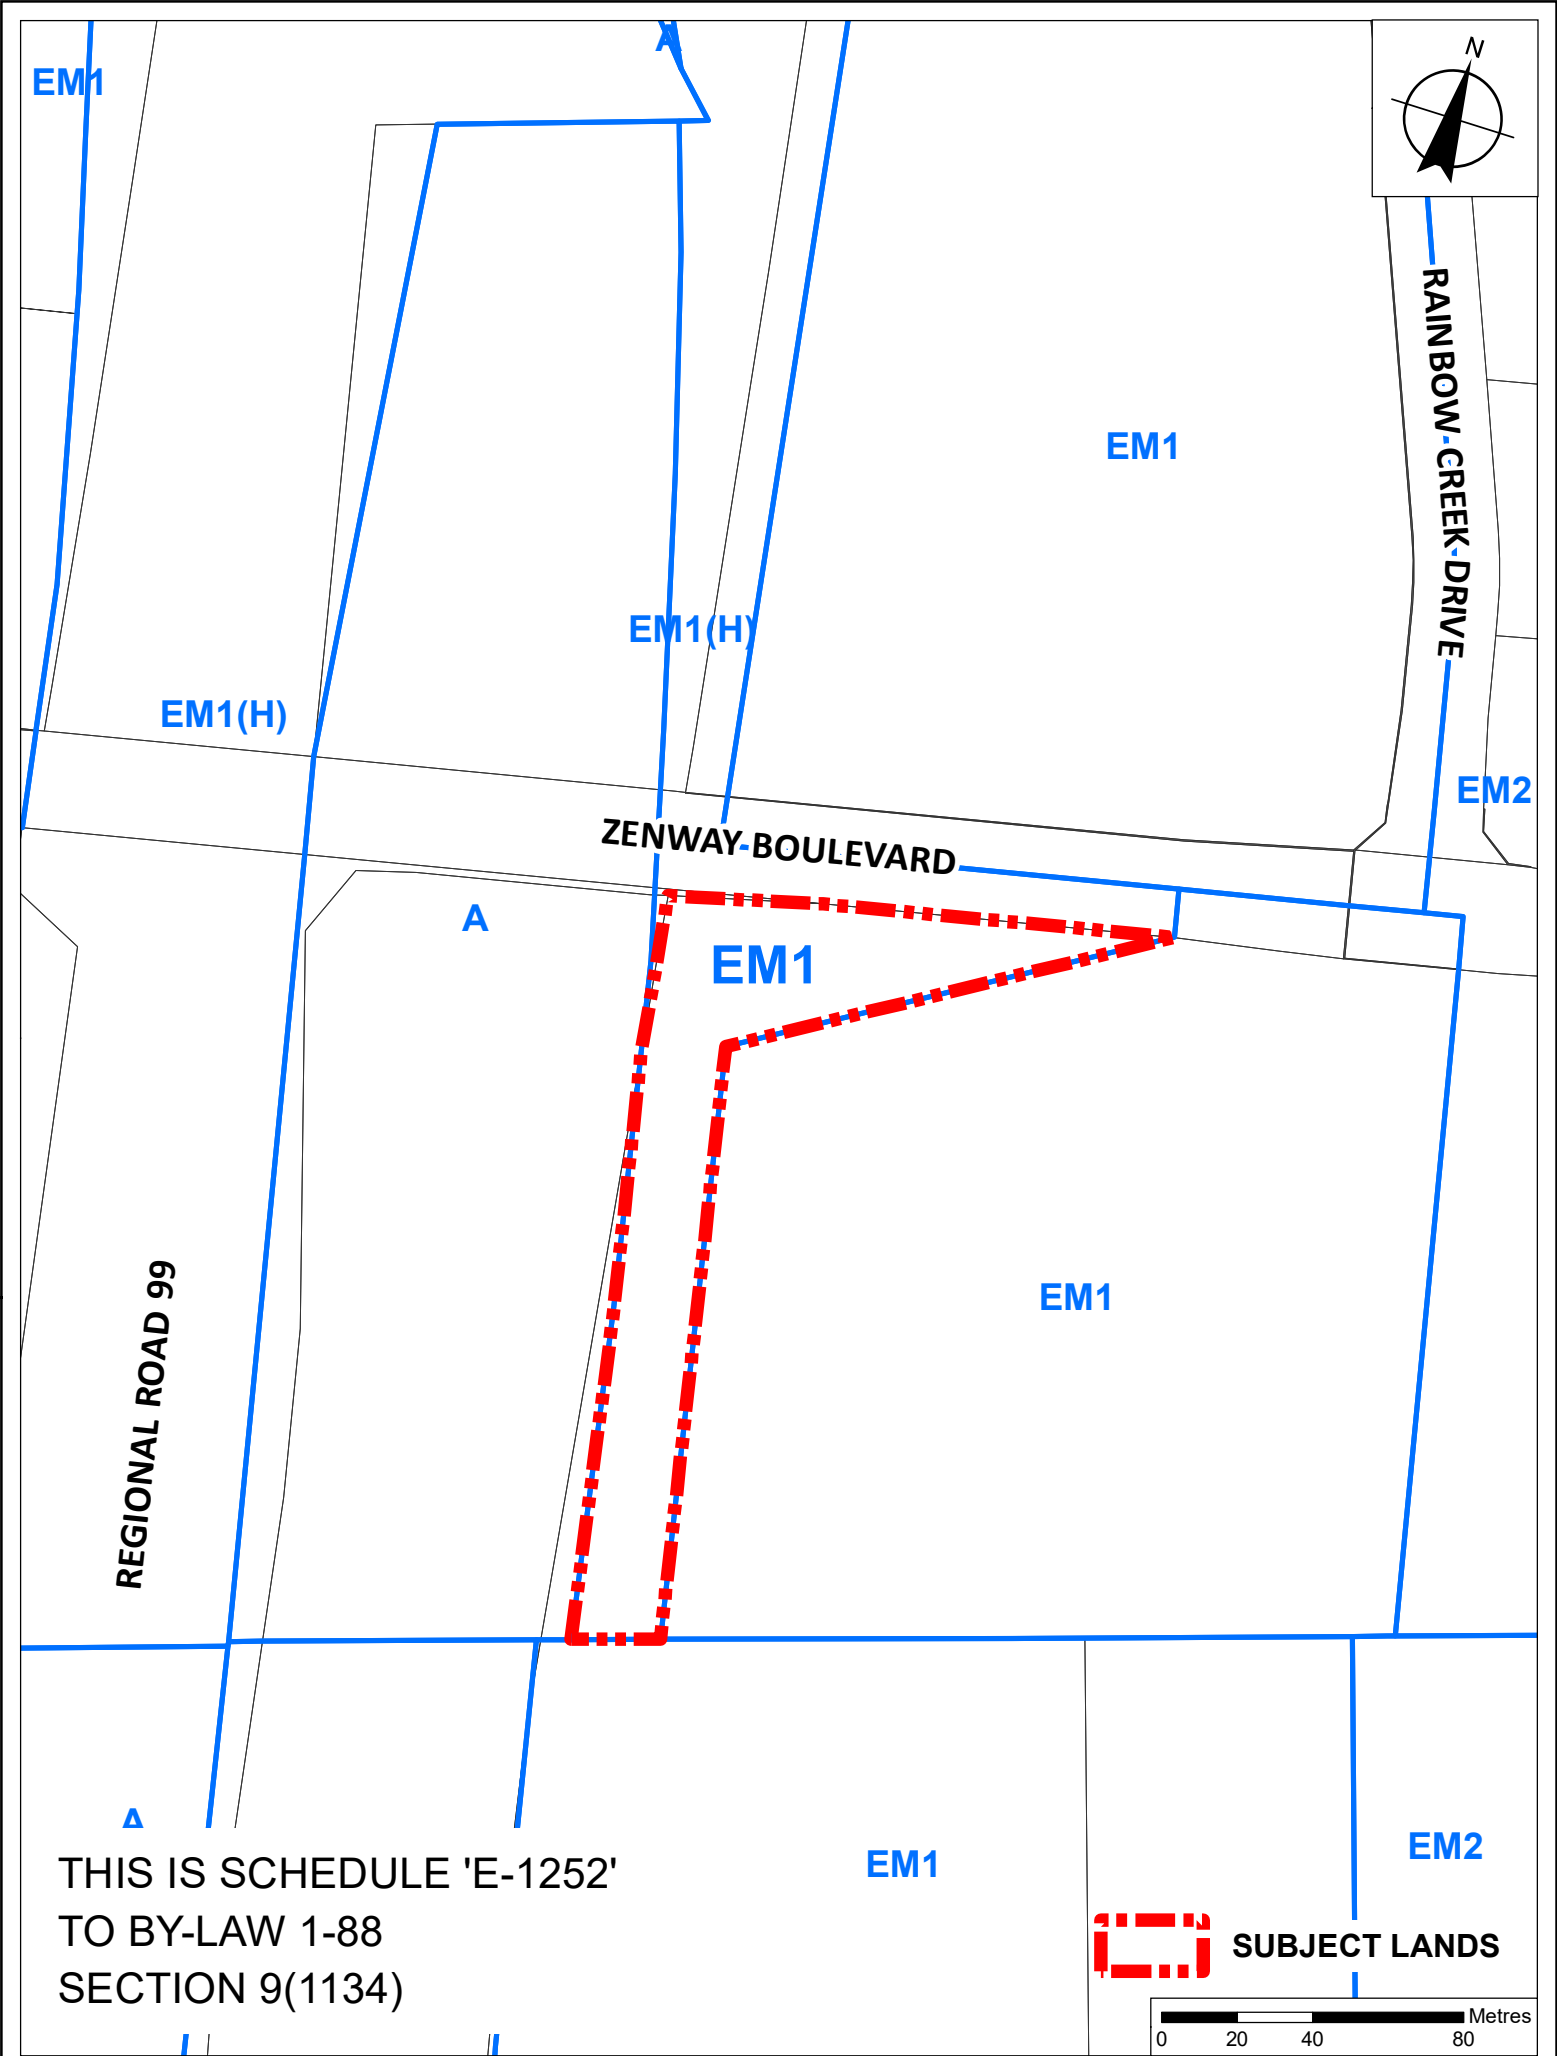 A
N
EM1
RAINBOW CREEK DRIVE
EM1
EM1(H)
EM1(H)
EM2
ZENWAY BOULEVARD
A
EM1
EM1
REGIONAL ROAD 99
A
THIS IS SCHEDULE 'E-1252'
TO BY-LAW 1-88
SECTION 9(1134)
EM1
EM2
SUBJECT LANDS
Metres
0 20 40 80